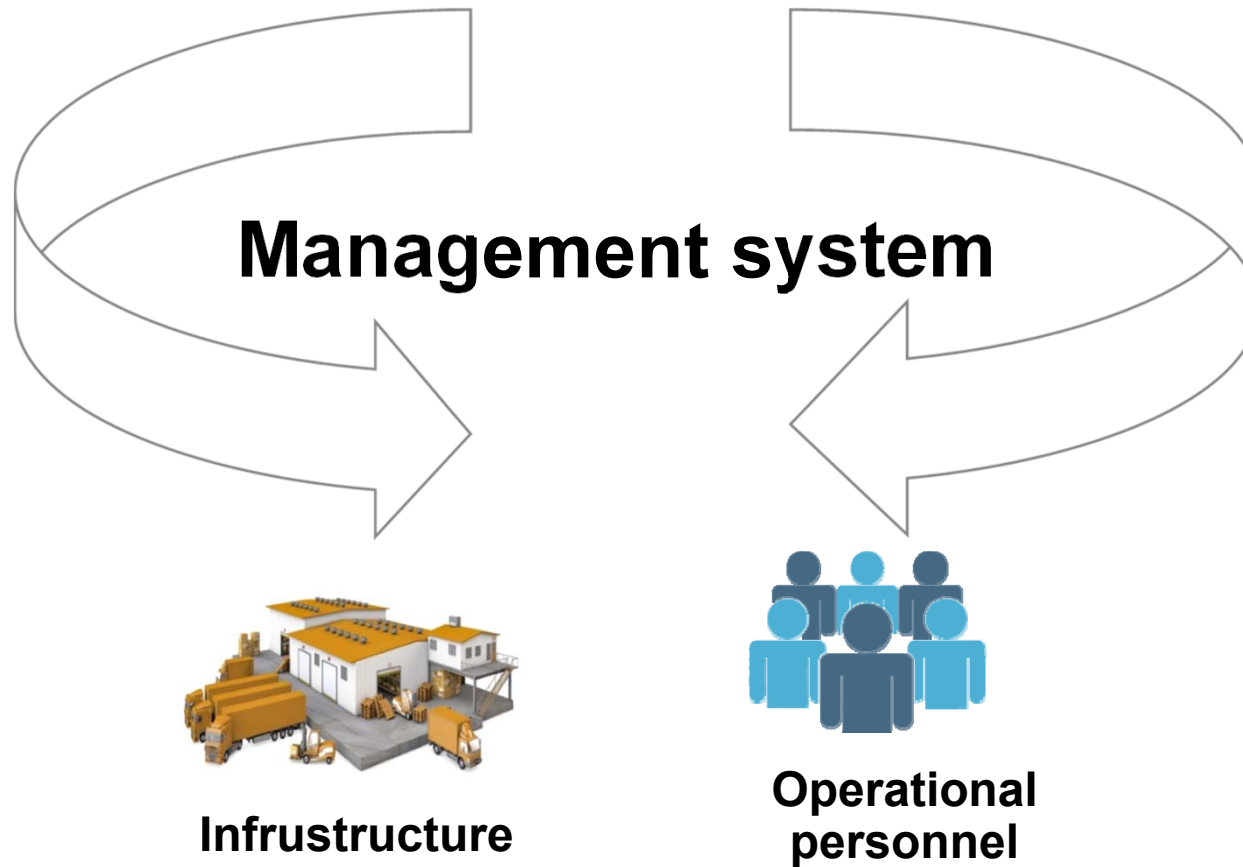 Management system
Infrustructure
Operational
personnel